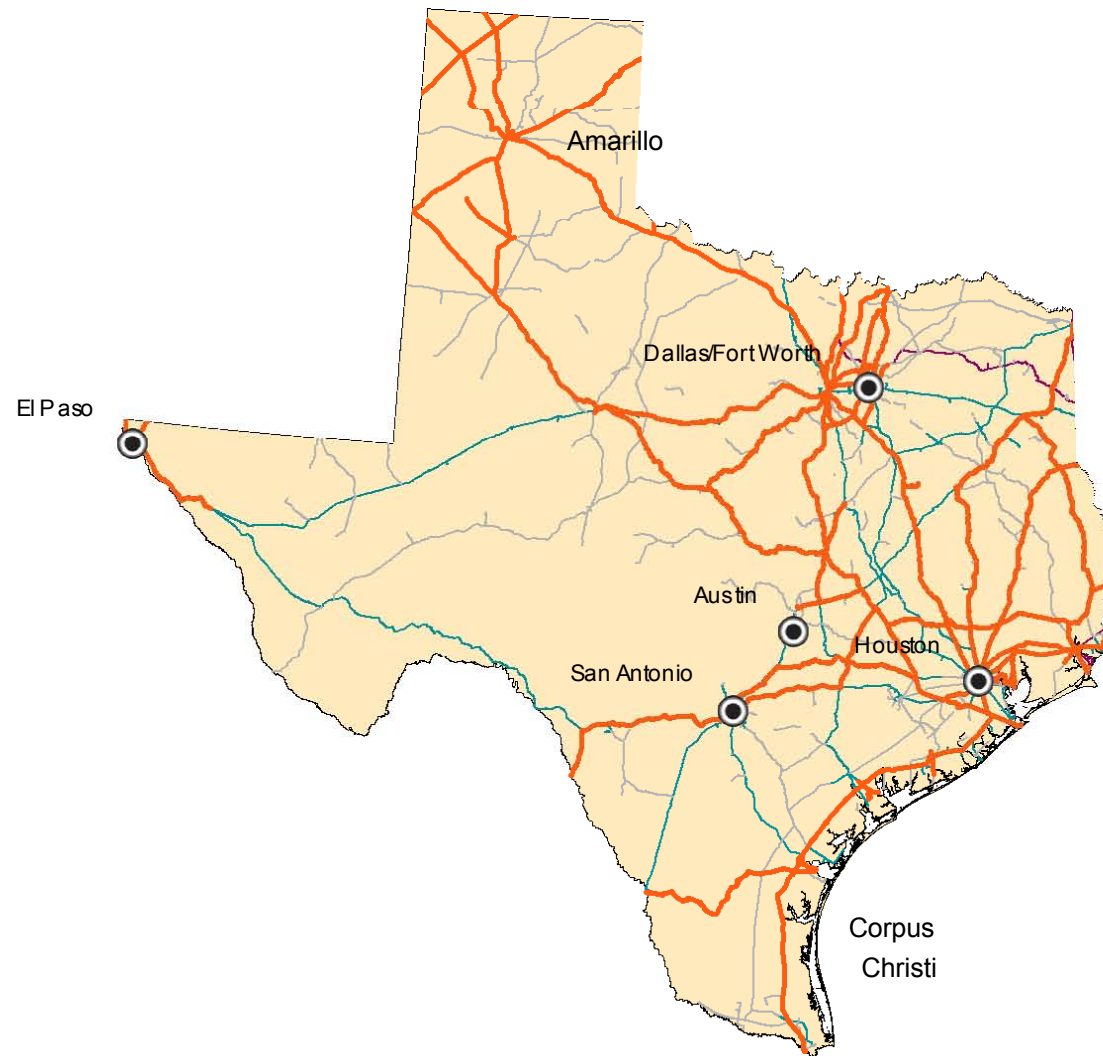 Amarillo
Dallas/Fort Worth
El Paso
Austin
Houston
San Antonio
Corpus
Christi